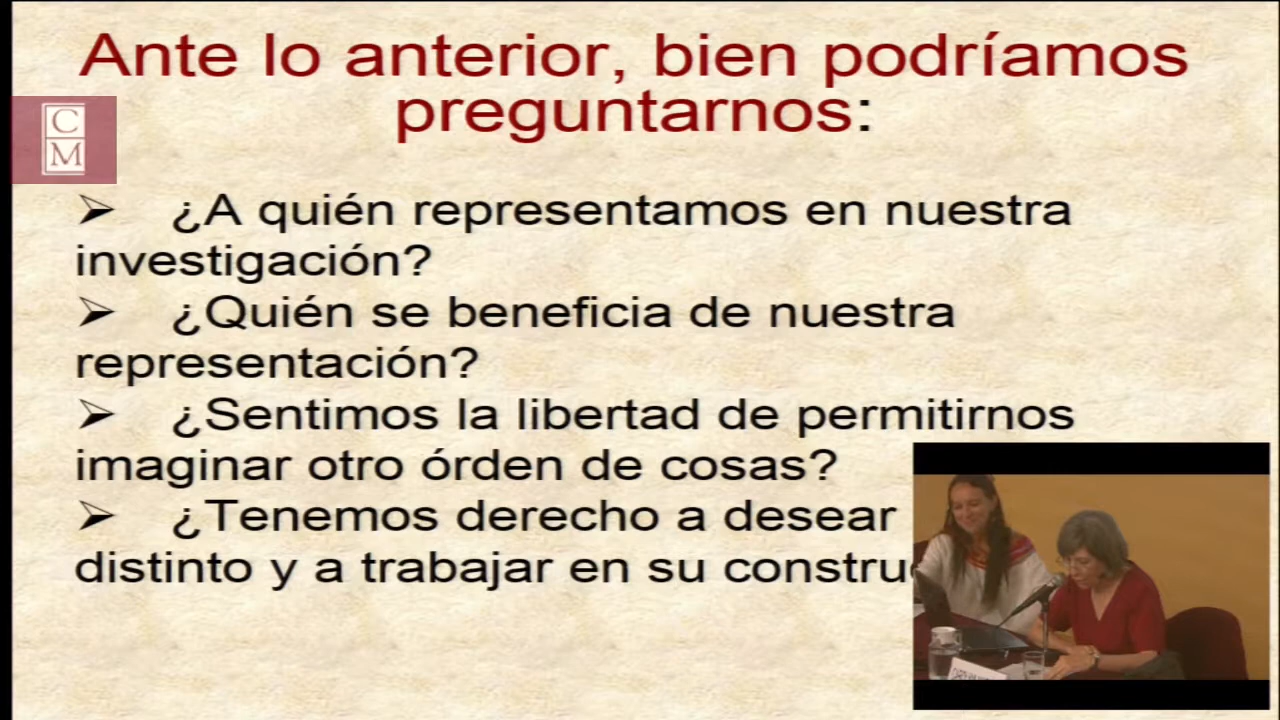 Ante lo anterior, bien podríamos
preguntarnos:
C
M
➢ ¿A quién representamos en nuestra
investigación?
➢ ¿Quién se beneficia de nuestra
representación?
➢ ¿Sentimos la libertad de permitirnos
imaginar otro órden de cosas?
➢ ¿Tenemos derecho a desear
distinto y a trabajar en su constru